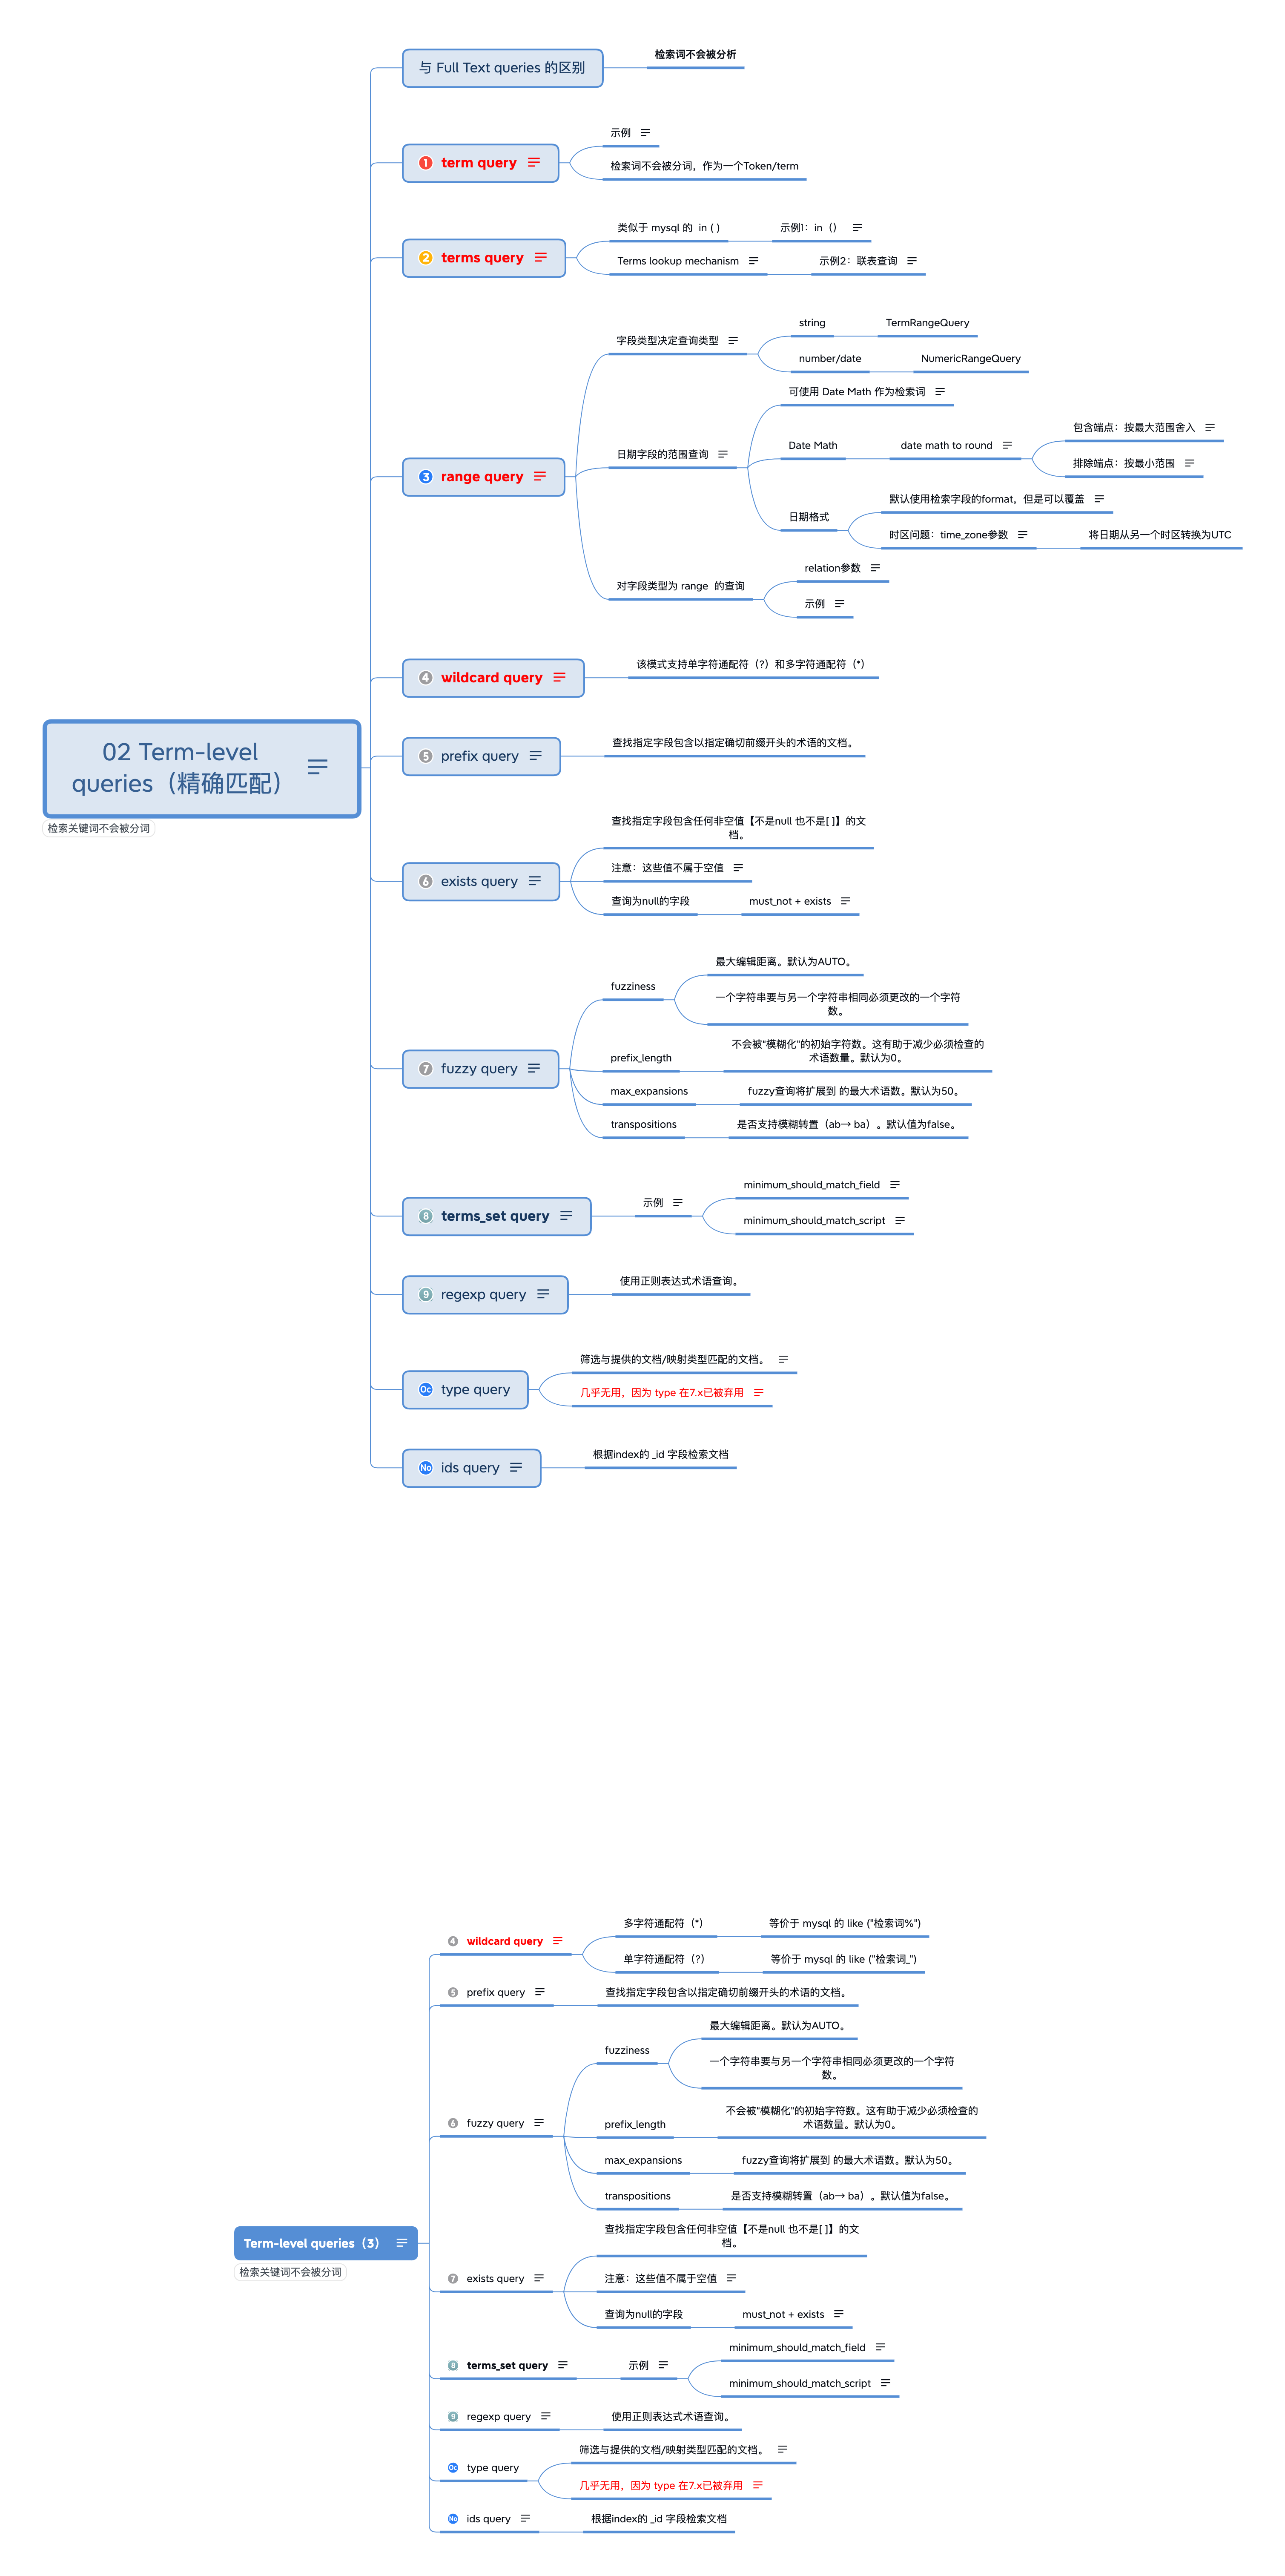 与 Full Text queries 的区别
检索词不会被分析
1 term query
示例
检索词不会被分词，作为一个Token/term
2 terms query
类似于 mysql 的 in ( )
示例1：in（）
Terms lookup mechanism
示例2：联表查询
3 range query
字段类型决定查询类型
string
TermRangeQuery
number/date
NumericRangeQuery
日期字段的范围查询
可使用 Date Math 作为检索词
Date Math
date math to round
包含端点：按最大范围舍入
排除端点：按最小范围
日期格式
默认使用检索字段的format，但是可以覆盖
时区问题：time_zone参数
将日期从另一个时区转换为UTC
对字段类型为 range 的查询
relation参数
示例
4 wildcard query
该模式支持单字符通配符（?）和多字符通配符（*）
02 Term-level
queries（精确匹配）
检索关键词不会被分词
5 prefix query
查找指定字段包含以指定确切前缀开头的术语的文档。
6 exists query
查找指定字段包含任何非空值【不是null 也不是[ ]】的文
档。
注意：这些值不属于空值
查询为null的字段
must_not + exists
7 fuzzy query
fuzziness
最大编辑距离。默认为AUTO。
一个字符串要与另一个字符串相同必须更改的一个字符
数。
prefix_length
不会被“模糊化”的初始字符数。这有助于减少必须检查的
术语数量。默认为0。
max_expansions
fuzzy查询将扩展到 的最大术语数。默认为50。
transpositions
是否支持模糊转置（ab→ ba）。默认值为false。
8 terms_set query
示例
minimum_should_match_field
minimum_should_match_script
9 regexp query
使用正则表达式术语查询。
Oc type query
筛选与提供的文档/映射类型匹配的文档。
几乎无用，因为 type 在7.x已被弃用
No ids query
根据index的 _id 字段检索文档
4 wildcard query
多字符通配符（*）
等价于 mysql 的 like ("检索词%")
单字符通配符（?）
等价于 mysql 的 like ("检索词_")
5 prefix query
查找指定字段包含以指定确切前缀开头的术语的文档。
6 fuzzy query
fuzziness
最大编辑距离。默认为AUTO。
一个字符串要与另一个字符串相同必须更改的一个字符
数。
prefix_length
不会被“模糊化”的初始字符数。这有助于减少必须检查的
术语数量。默认为0。
max_expansions
fuzzy查询将扩展到 的最大术语数。默认为50。
transpositions
是否支持模糊转置（ab→ ba）。默认值为false。
Term-level queries（3）
检索关键词不会被分词
7 exists query
查找指定字段包含任何非空值【不是null 也不是[ ]】的文
档。
注意：这些值不属于空值
查询为null的字段
must_not + exists
8 terms_set query
示例
minimum_should_match_field
minimum_should_match_script
9 regexp query
使用正则表达式术语查询。
Oc type query
筛选与提供的文档/映射类型匹配的文档。
几乎无用，因为 type 在7.x已被弃用
No ids query
根据index的 _id 字段检索文档